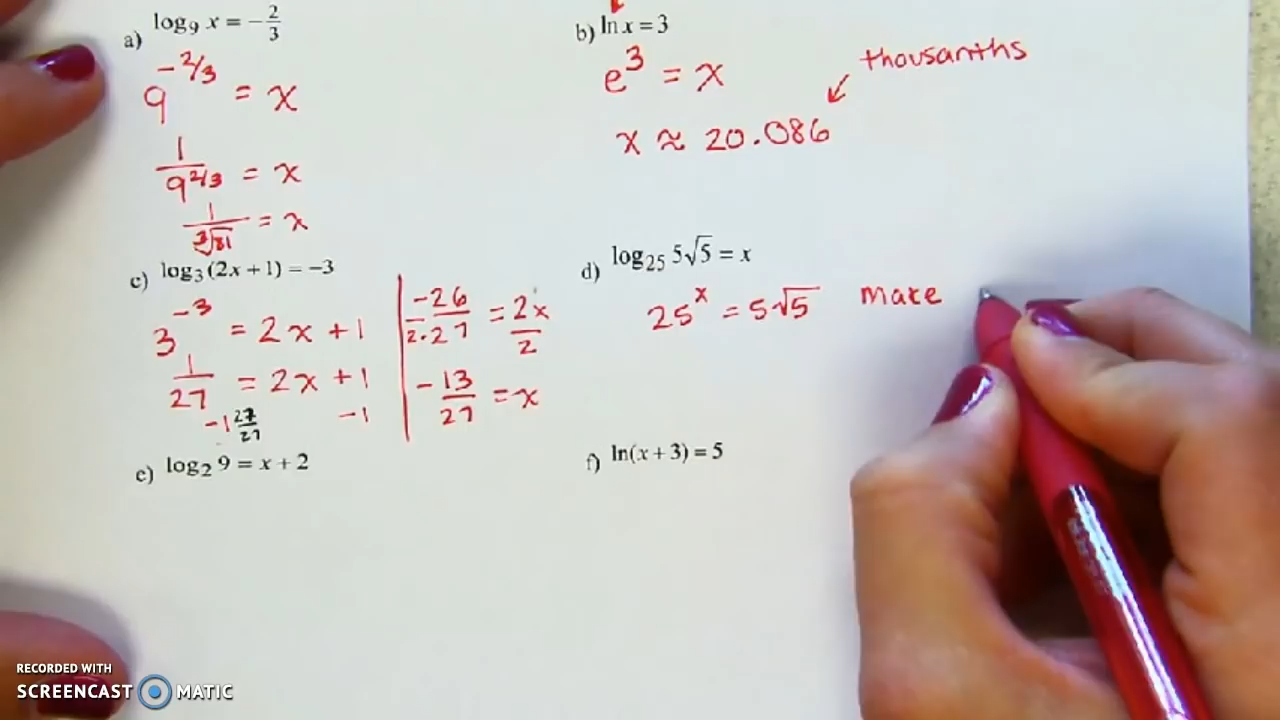 a) log₉ x = -2/3
9^(-2/3) = x
1/9^(2/3) = x
1/∛81 = x
b) ln x = 3
e³ = x
thousanths
x ≈ 20.086
c) log₃(2x + 1) = -3
3⁻³ = 2x + 1
1/27 = 2x + 1
-1 27/27 -1
-26/2·27 = 2x/2
-13/27 = x
d) log₂₅ 5√5 = x
25ˣ = 5√5 make
e) log₂ 9 = x + 2
f) ln(x + 3) = 5
RECORDED WITH
SCREENCAST MATIC